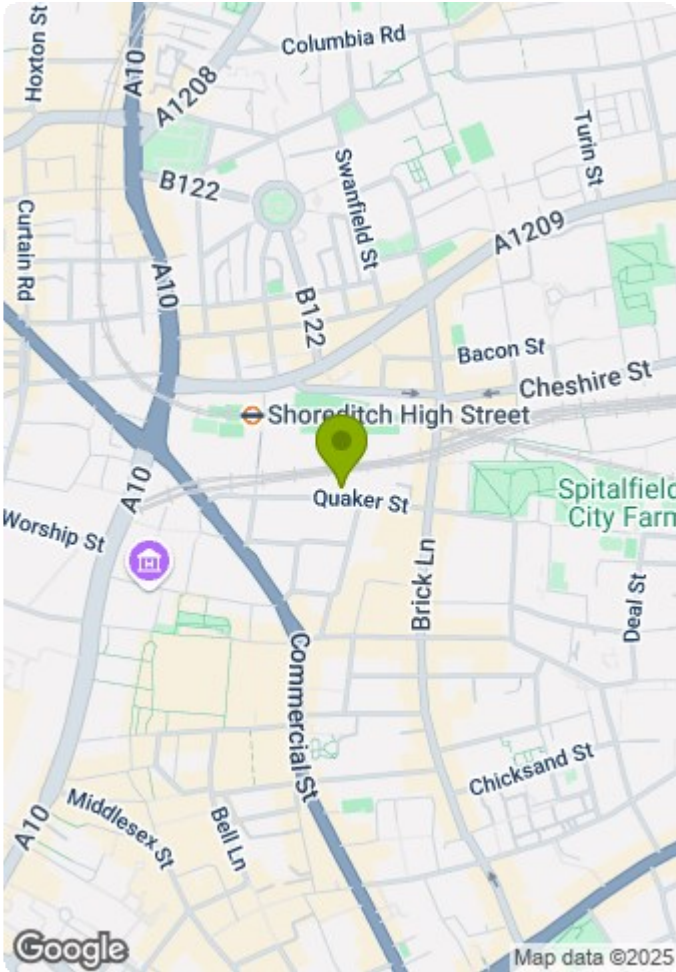 Hoxton St
A10
A1208
Columbia Rd
B122
Swanfield St
Turin St
Curtain Rd
A10
A1209
B122
Bacon St
Cheshire St
Shoreditch High Street
A10
Quaker St
Spitalfield
City Farm
Worship St
H
Brick Ln
Deal St
Commercial St
Chicksand St
A10
Middlesex St
Bell Ln
Google
Map data ©2025